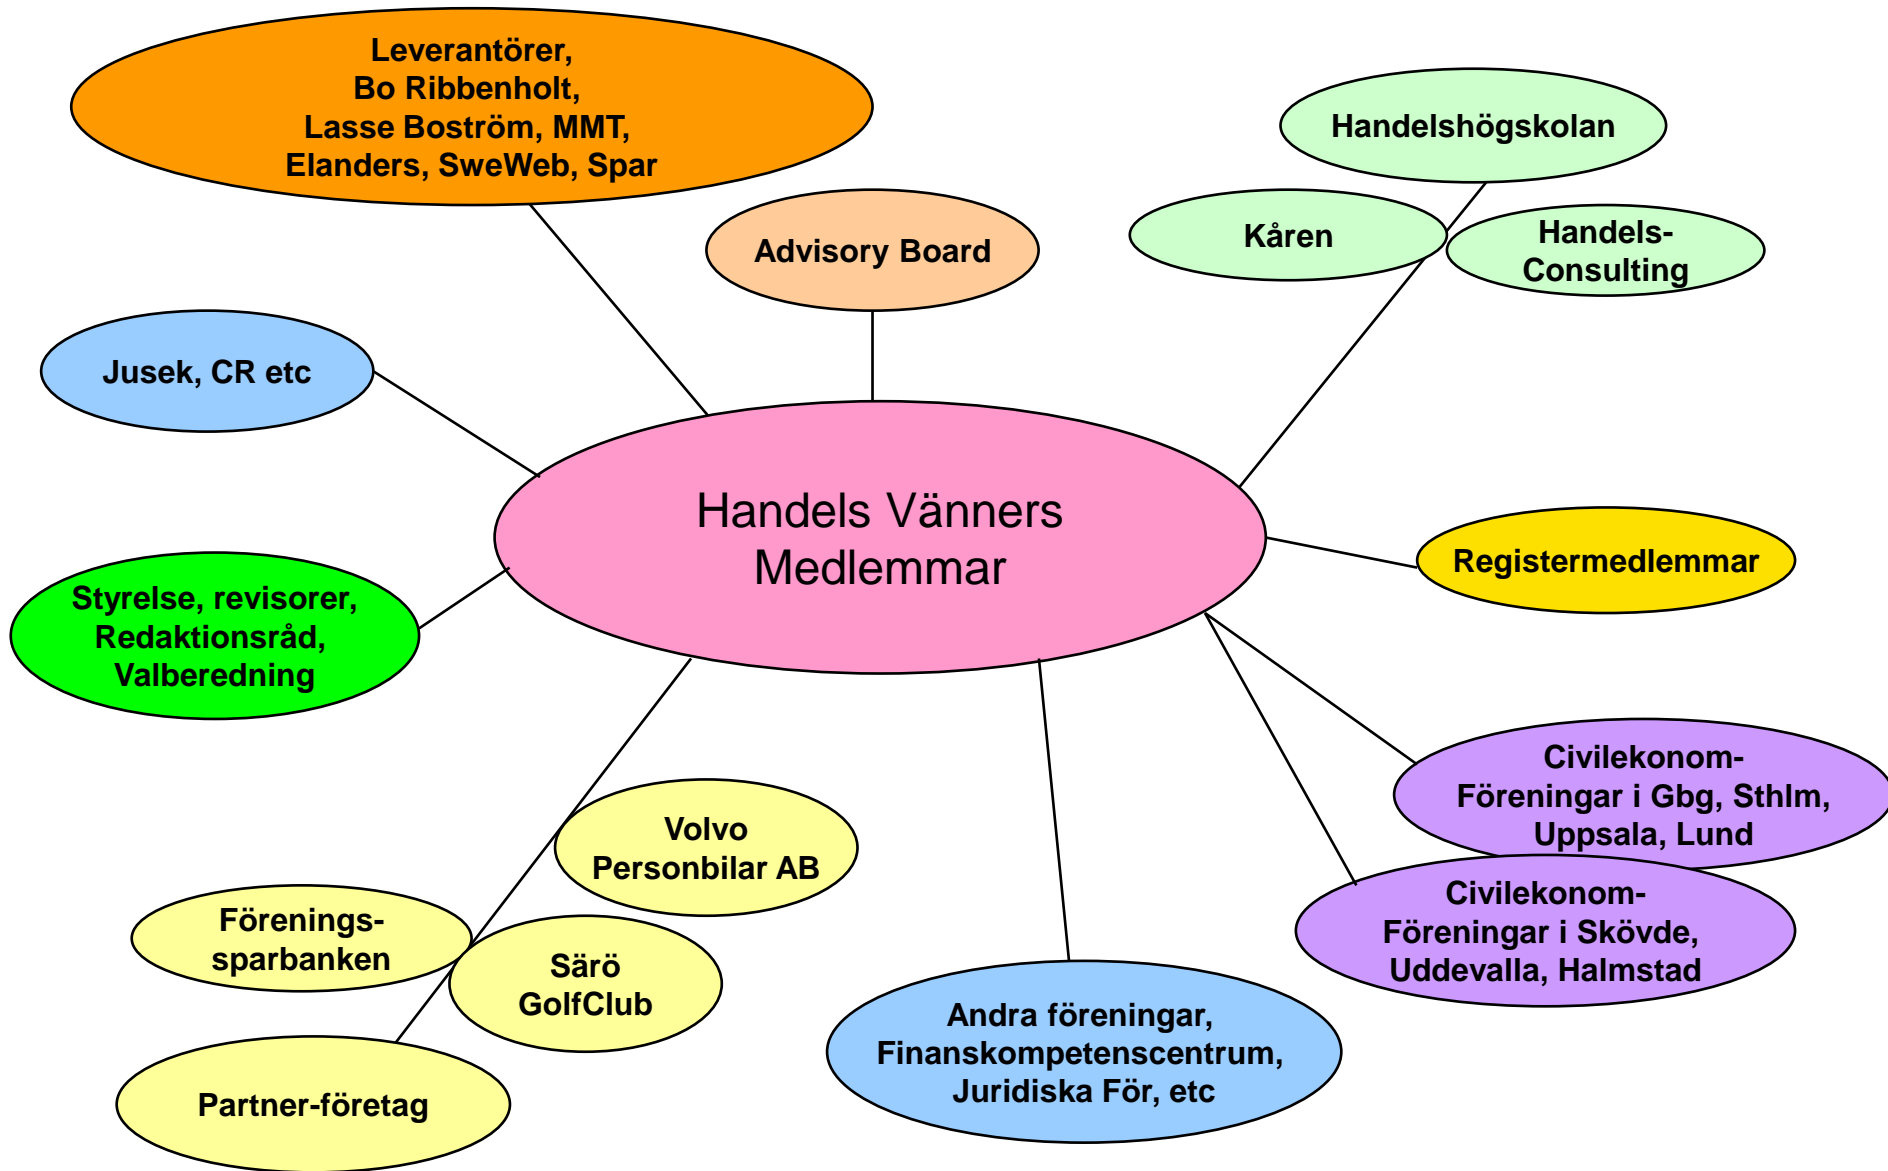 Leverantörer,
Bo Ribbenholt,
Lasse Boström, MMT,
Elanders, SweWeb, Spar
Handelshögskolan
Kåren
Handels-
Consulting
Advisory Board
Jusek, CR etc
Handels Vänners
Medlemmar
Registermedlemmar
Styrelse, revisorer,
Redaktionsråd,
Valberedning
Civilekonom-
Föreningar i Gbg, Sthlm,
Uppsala, Lund
Volvo
Personbilar AB
Civilekonom-
Föreningar i Skövde,
Uddevalla, Halmstad
Förenings-
sparbanken
Särö
GolfClub
Andra föreningar,
Finanskompetenscentrum,
Juridiska För, etc
Partner-företag